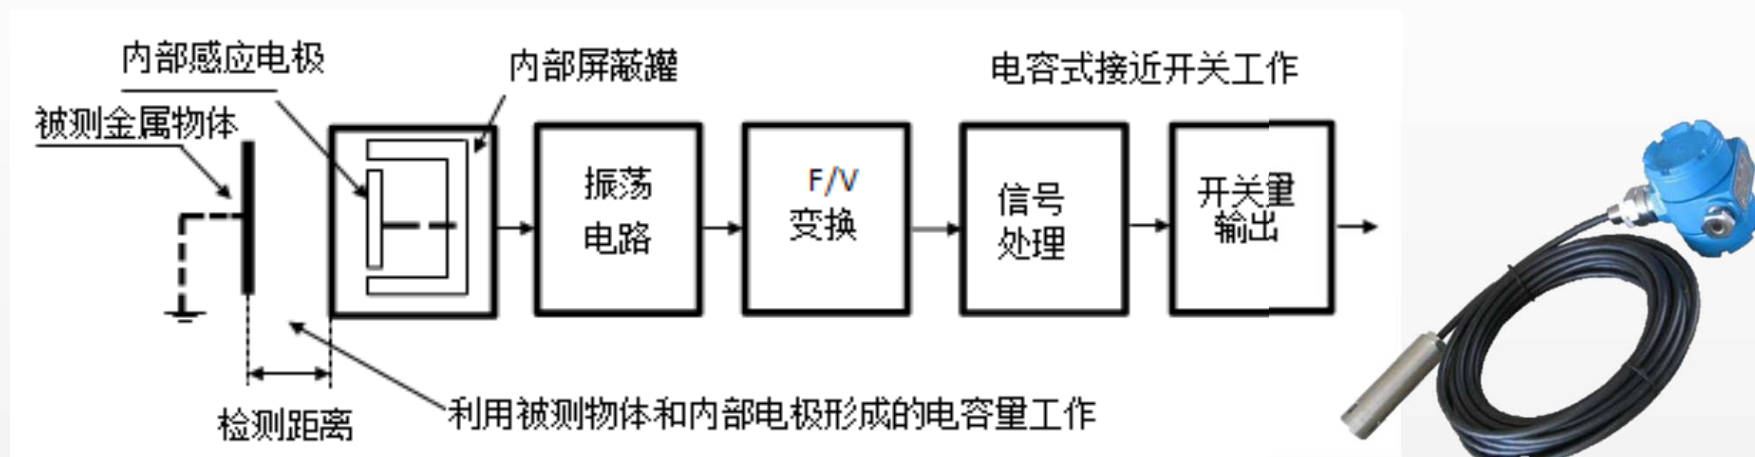 内部感应电极
内部屏蔽罐
电容式接近开关工作
被测金属物体
振荡
电路
F/V
变换
信号
处理
开关量
输出
检测距离
利用被测物体和内部电极形成的电容量工作